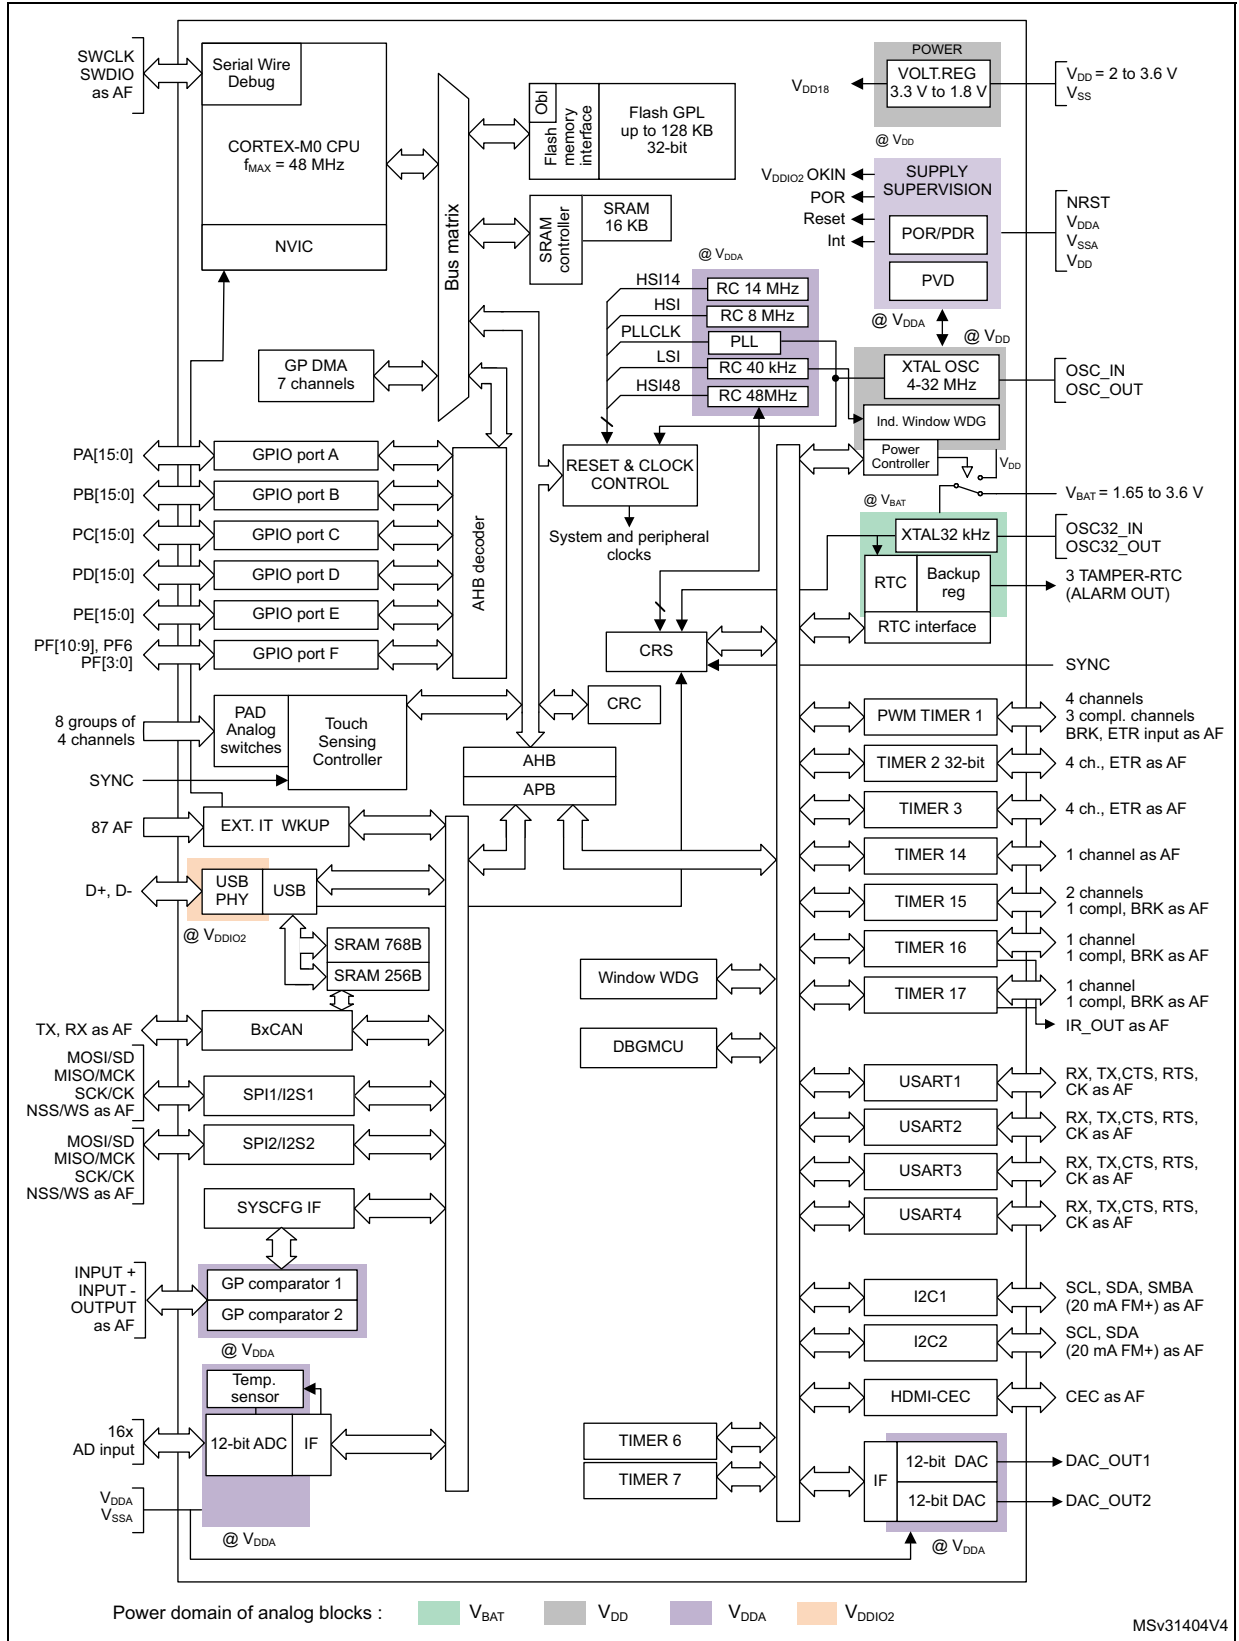 SWCLK
SWDIO
as AF
Serial Wire
Debug
CORTEX-M0 CPU
fMAX = 48 MHz
NVIC
Bus matrix
Obl
Flash
memory
interface
Flash GPL
up to 128 KB
32-bit
SRAM
controller
SRAM
16 KB
POWER
VOLT.REG
3.3 V to 1.8 V
VDD18
VDD = 2 to 3.6 V
VSS
@ VDD
SUPPLY
SUPERVISION
VDDIO2 OKIN
POR
Reset
Int
POR/PDR
PVD
NRST
VDDA
VSSA
VDD
@ VDDA
@ VDDA
@ VDD
HSI14
HSI
PLLCLK
LSI
HSI48
RC 14 MHz
RC 8 MHz
PLL
RC 40 kHz
RC 48MHz
XTAL OSC
4-32 MHz
OSC_IN
OSC_OUT
Ind. Window WDG
Power
Controller
VDD
GP DMA
7 channels
PA[15:0]
GPIO port A
PB[15:0]
GPIO port B
PC[15:0]
GPIO port C
PD[15:0]
GPIO port D
PE[15:0]
GPIO port E
PF[10:9], PF6
PF[3:0]
GPIO port F
AHB decoder
RESET & CLOCK
CONTROL
System and peripheral
clocks
@ VBAT
VBAT = 1.65 to 3.6 V
XTAL32 kHz
OSC32_IN
OSC32_OUT
RTC
Backup
reg
3 TAMPER-RTC
(ALARM OUT)
RTC interface
CRS
SYNC
8 groups of
4 channels
PAD
Analog
switches
Touch
Sensing
Controller
SYNC
CRC
AHB
APB
87 AF
EXT. IT WKUP
D+, D-
USB
PHY
USB
@ VDDIO2
SRAM 768B
SRAM 256B
TX, RX as AF
BxCAN
MOSI/SD
MISO/MCK
SCK/CK
NSS/WS as AF
SPI1/I2S1
MOSI/SD
MISO/MCK
SCK/CK
NSS/WS as AF
SPI2/I2S2
SYSCFG IF
INPUT +
INPUT -
OUTPUT
as AF
GP comparator 1
GP comparator 2
@ VDDA
Temp.
sensor
16x
AD input
12-bit ADC
IF
VDDA
VSSA
@ VDDA
PWM TIMER 1
4 channels
3 compl. channels
BRK, ETR input as AF
TIMER 2 32-bit
4 ch., ETR as AF
TIMER 3
4 ch., ETR as AF
TIMER 14
1 channel as AF
TIMER 15
2 channels
1 compl, BRK as AF
TIMER 16
1 channel
1 compl, BRK as AF
TIMER 17
1 channel
1 compl, BRK as AF
IR_OUT as AF
Window WDG
DBGMCU
USART1
RX, TX,CTS, RTS,
CK as AF
USART2
RX, TX,CTS, RTS,
CK as AF
USART3
RX, TX,CTS, RTS,
CK as AF
USART4
RX, TX,CTS, RTS,
CK as AF
I2C1
SCL, SDA, SMBA
(20 mA FM+) as AF
I2C2
SCL, SDA
(20 mA FM+) as AF
HDMI-CEC
CEC as AF
TIMER 6
TIMER 7
IF
12-bit DAC
DAC_OUT1
12-bit DAC
DAC_OUT2
@ VDDA
Power domain of analog blocks :
VBAT
VDD
VDDA
VDDIO2
MSv31404V4